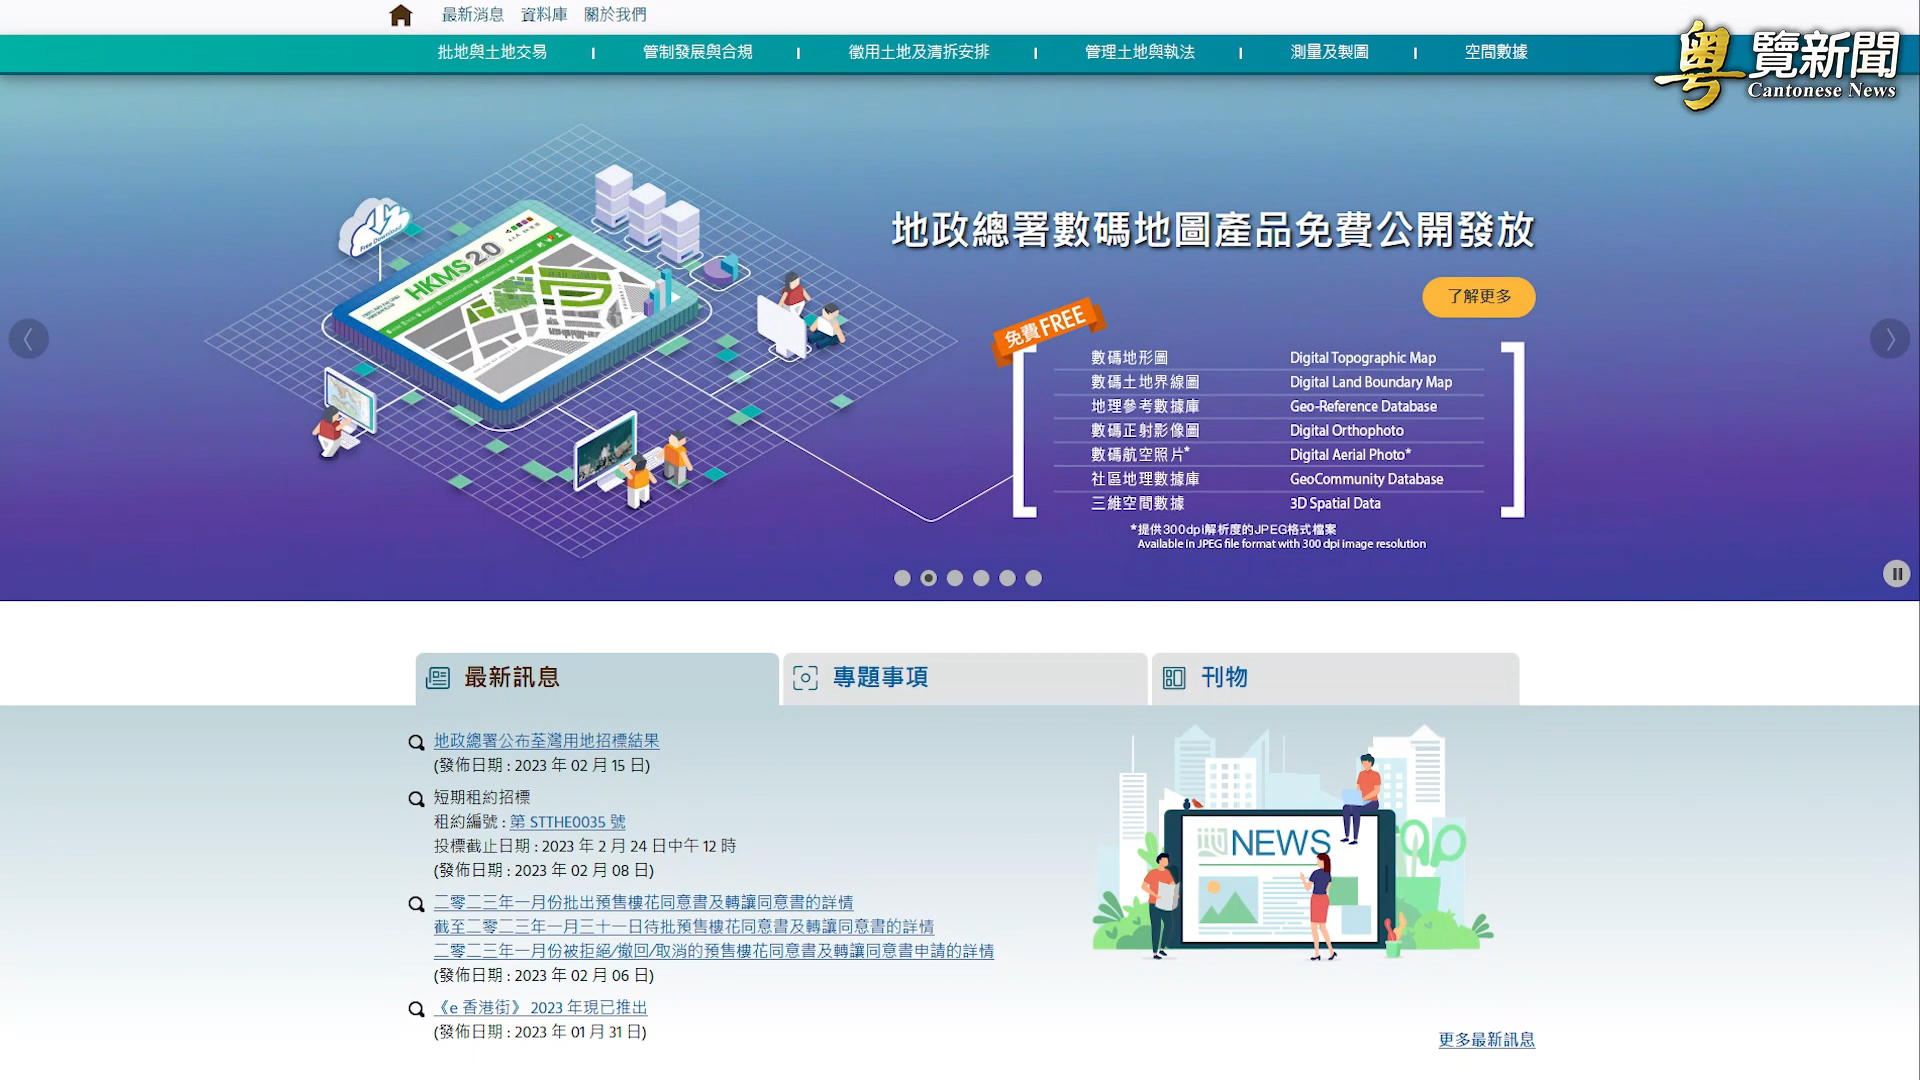 最新消息 資料庫 關於我們
批地與土地交易 | 管制發展與合規 | 徵用土地及清拆安排 | 管理土地與執法 | 測量及製圖 | 空間數據
粵覽新聞
Cantonese News
地政總署數碼地圖產品免費公開發放
了解更多
Free Download
HKMS 2.0
免費FREE
數碼地形圖 Digital Topographic Map
數碼土地界線圖 Digital Land Boundary Map
地理參考數據庫 Geo-Reference Database
數碼正射影像圖 Digital Orthophoto
數碼航空照片* Digital Aerial Photo*
社區地理數據庫 GeoCommunity Database
三維空間數據 3D Spatial Data
*提供300dpi解析度的JPEG格式檔案
Available in JPEG file format with 300 dpi image resolution
最新訊息 專題事項 刊物
地政總署公布荃灣用地招標結果
(發佈日期 : 2023 年 02 月 15 日)
短期租約招標
租約編號 : 第 STTHE0035 號
投標截止日期 : 2023 年 2 月 24 日中午 12 時
(發佈日期 : 2023 年 02 月 08 日)
二零二三年一月份批出預售樓花同意書及轉讓同意書的詳情
截至二零二三年一月三十一日待批預售樓花同意書及轉讓同意書的詳情
二零二三年一月份被拒絕/撤回/取消的預售樓花同意書及轉讓同意書申請的詳情
(發佈日期 : 2023 年 02 月 06 日)
《e 香港街》 2023 年現已推出
(發佈日期 : 2023 年 01 月 31 日)
NEWS
更多最新訊息